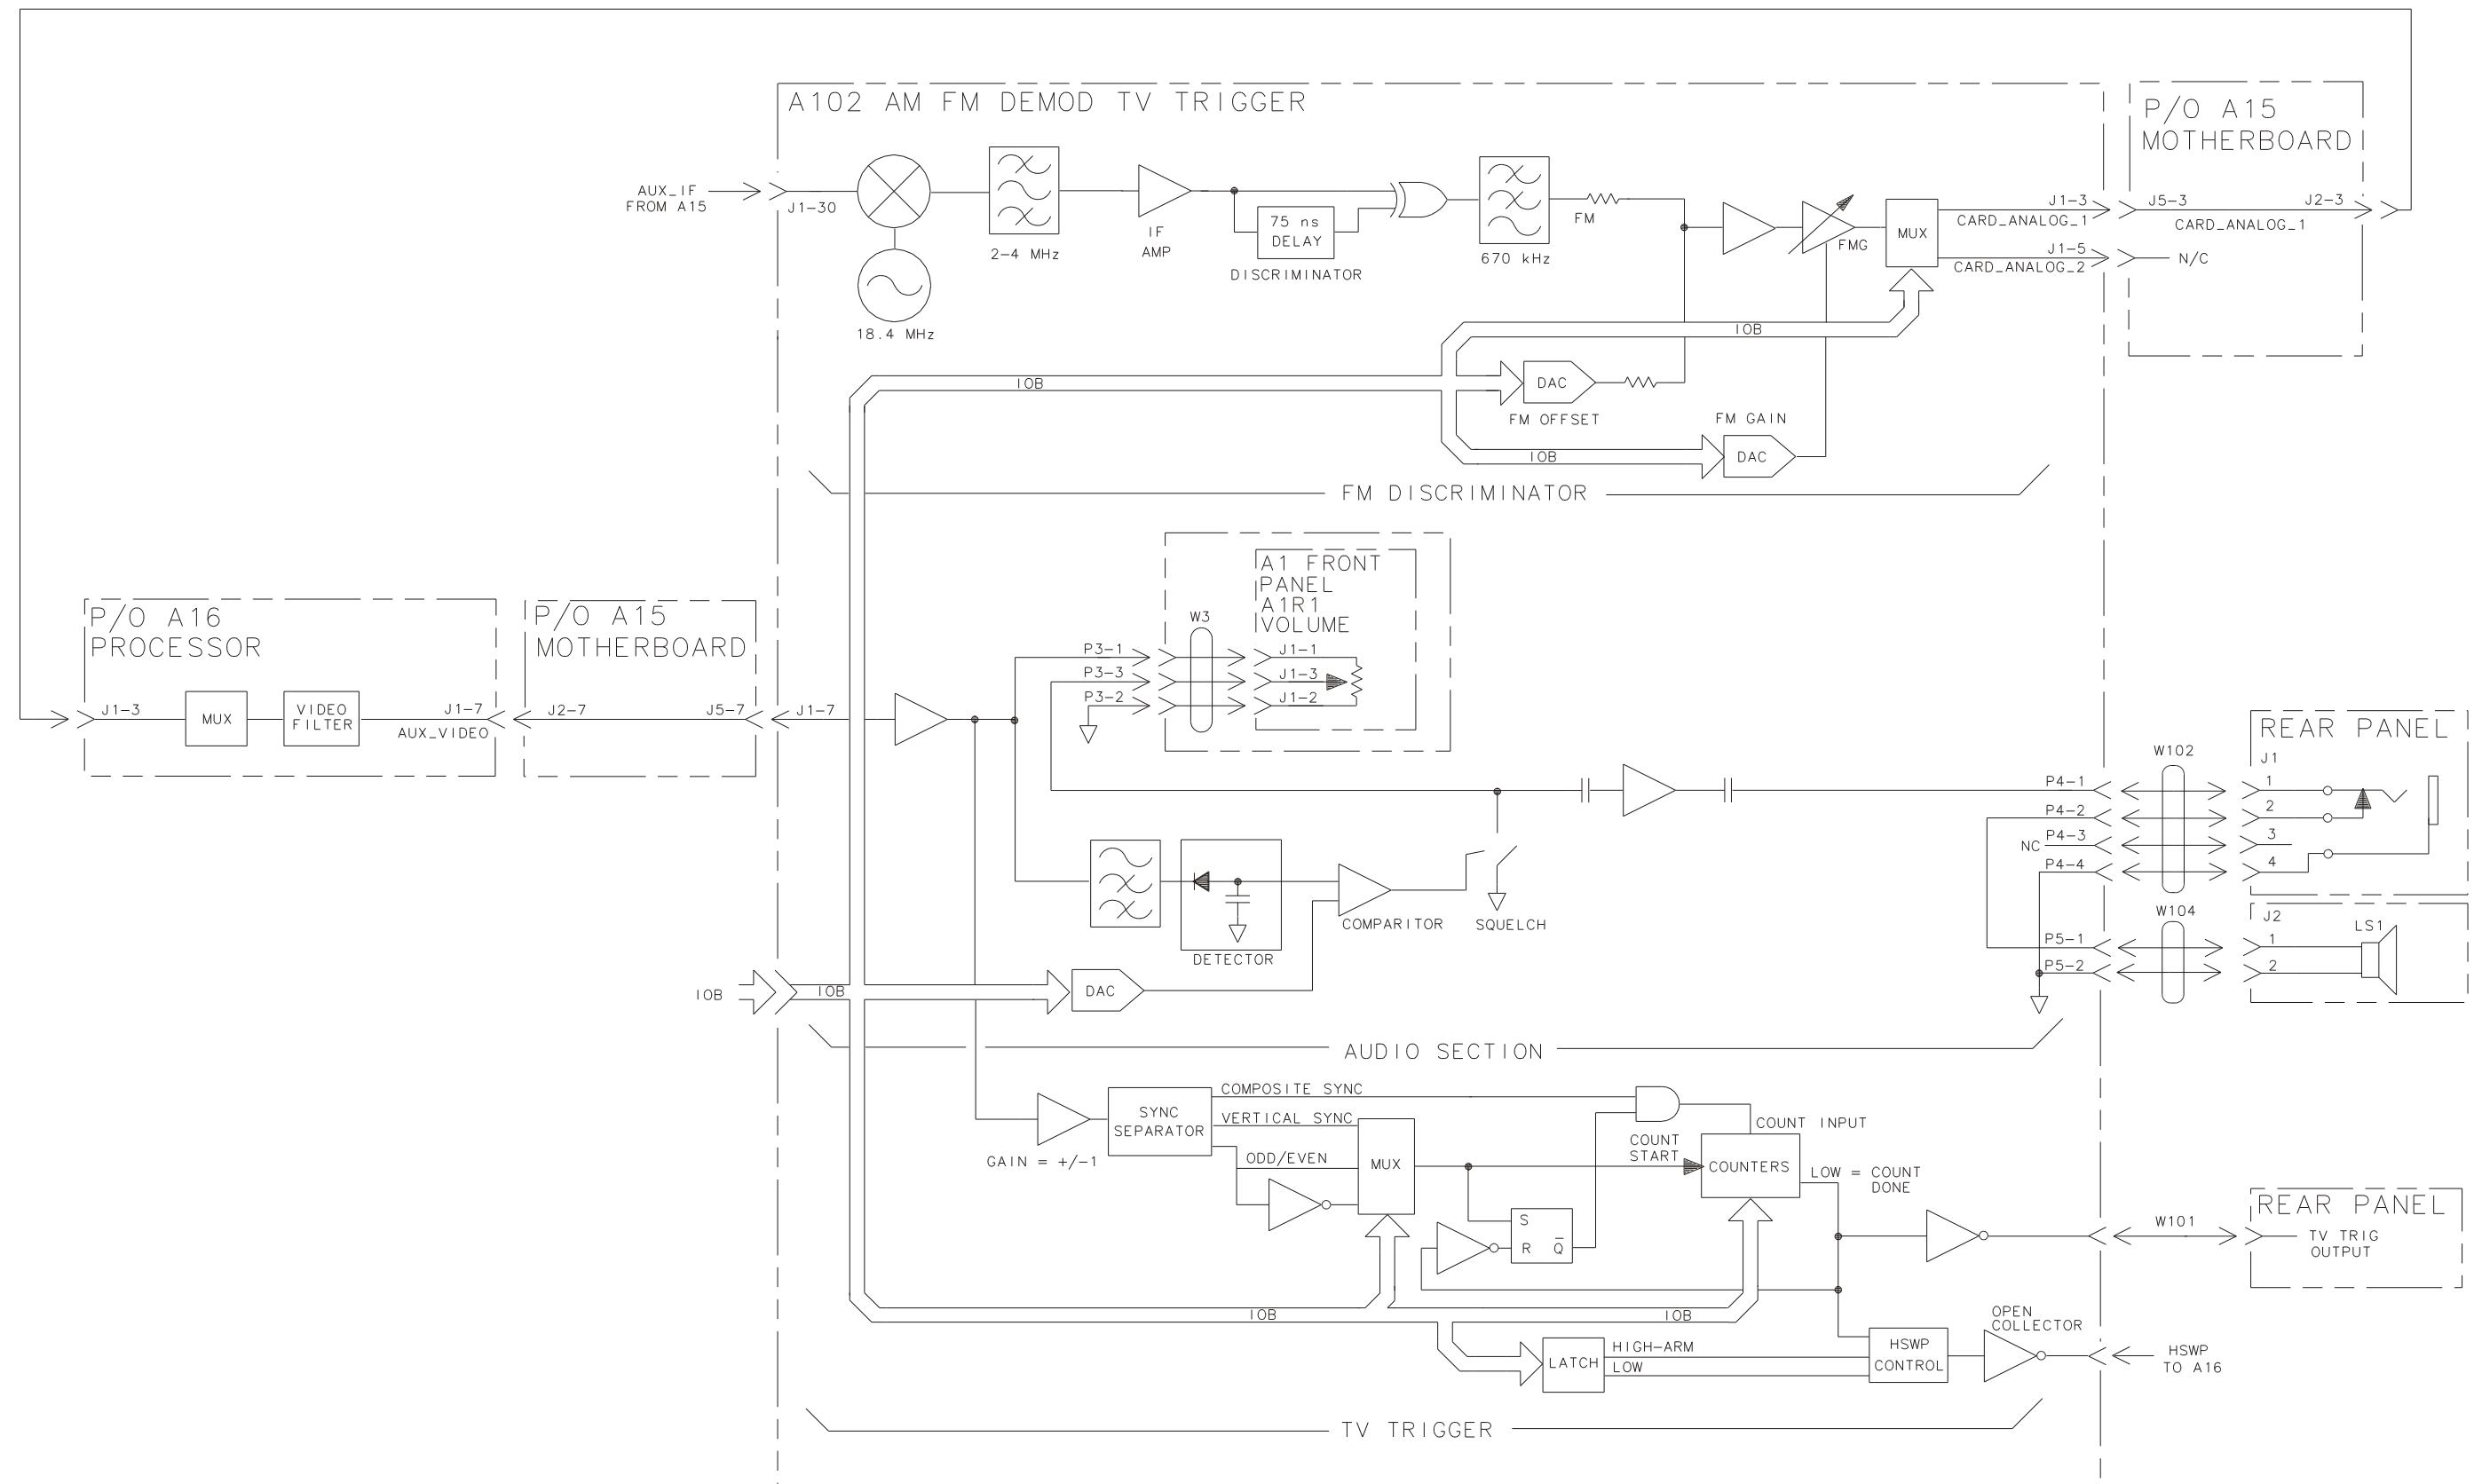 A102 AM FM DEMOD TV TRIGGER
P/O A15
MOTHERBOARD
AUX_IF
FROM A15
J1-30
18.4 MHz
2-4 MHz
IF
AMP
75 ns
DELAY
DISCRIMINATOR
670 kHz
FM
FMG
MUX
J1-3
CARD_ANALOG_1
J1-5
CARD_ANALOG_2
J5-3
J2-3
CARD_ANALOG_1
N/C
IOB
IOB
DAC
FM OFFSET
FM GAIN
DAC
IOB
FM DISCRIMINATOR
A1 FRONT
PANEL
A1R1
VOLUME
W3
P3-1
P3-3
P3-2
J1-1
J1-3
J1-2
P/O A16
PROCESSOR
J1-3
MUX
VIDEO
FILTER
J1-7
AUX_VIDEO
P/O A15
MOTHERBOARD
J2-7
J5-7
J1-7
REAR PANEL
W102
J1
P4-1
1
P4-2
2
NC
P4-3
3
P4-4
4
W104
J2
LS1
P5-1
1
P5-2
2
DETECTOR
COMPARITOR
SQUELCH
IOB
IOB
DAC
AUDIO SECTION
GAIN = +/-1
SYNC
SEPARATOR
COMPOSITE SYNC
VERTICAL SYNC
ODD/EVEN
MUX
COUNT
START
COUNT INPUT
COUNTERS
LOW = COUNT
DONE
S
R
Q̅
W101
REAR PANEL
TV TRIG
OUTPUT
IOB
IOB
LATCH
HIGH-ARM
LOW
HSWP
CONTROL
OPEN
COLLECTOR
HSWP
TO A16
TV TRIGGER